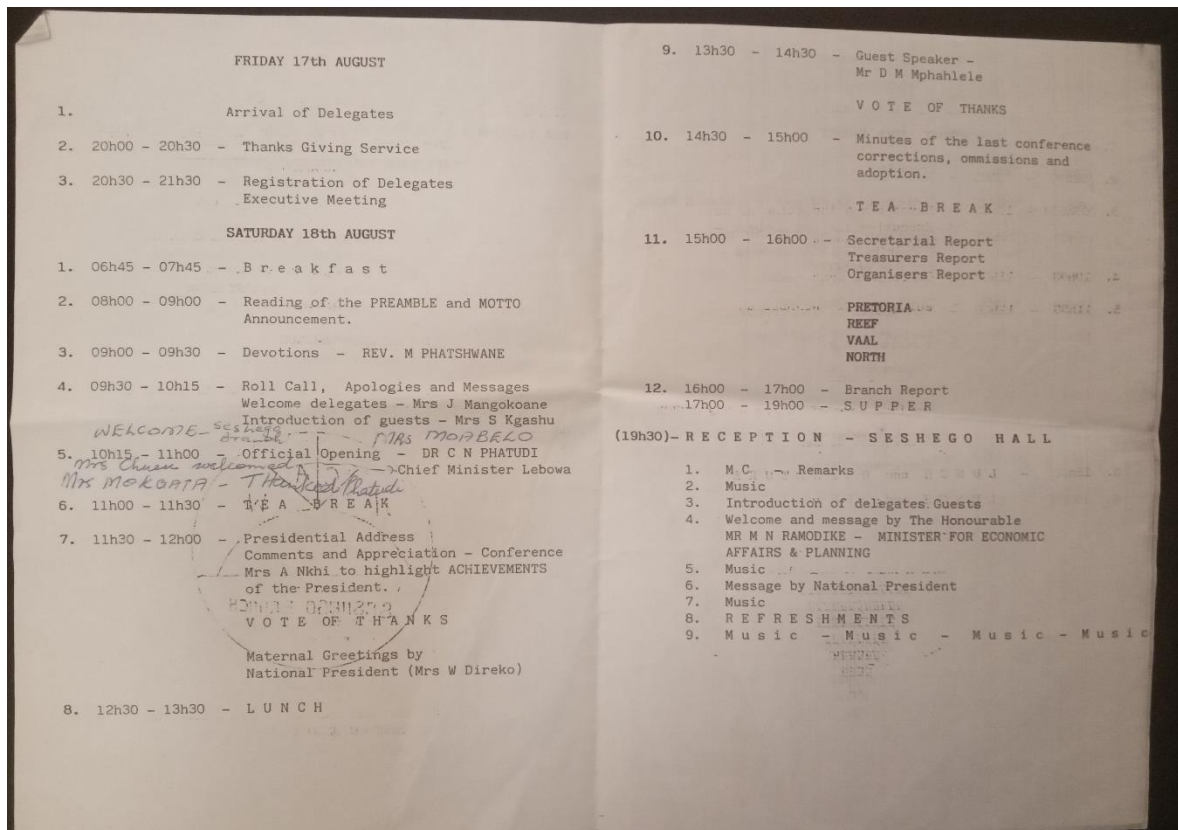 FRIDAY 17th AUGUST
1. Arrival of Delegates
2. 20h00 - 20h30 - Thanks Giving Service
3. 20h30 - 21h30 - Registration of Delegates
Executive Meeting
SATURDAY 18th AUGUST
1. 06h45 - 07h45 - B r e a k f a s t
2. 08h00 - 09h00 - Reading of the PREAMBLE and MOTTO
Announcement.
3. 09h00 - 09h30 - Devotions - REV. M PHATSHWANE
4. 09h30 - 10h15 - Roll Call, Apologies and Messages
Welcome delegates - Mrs J Mangokoane
Introduction of guests - Mrs S Kgashu
WELCOME - Seshego branch - MRS MOABELO
5. 10h15 - 11h00 - Official Opening - DR C N PHATUDI
Chief Minister Lebowa
Mrs welcomed
Mrs MOKGATA - THanked Phatudi
6. 11h00 - 11h30 - T E A B R E A K
7. 11h30 - 12h00 - Presidential Address
Comments and Appreciation - Conference
Mrs A Nkhi to highlight ACHIEVEMENTS
of the President.
V O T E OF T H A N K S
Maternal Greetings by
National President (Mrs W Direko)
8. 12h30 - 13h30 - L U N C H
9. 13h30 - 14h30 - Guest Speaker -
Mr D M Mphahlele
V O T E OF THANKS
10. 14h30 - 15h00 - Minutes of the last conference
corrections, ommissions and
adoption.
T E A B R E A K
11. 15h00 - 16h00 - Secretarial Report
Treasurers Report
Organisers Report
PRETORIA
REEF
VAAL
NORTH
12. 16h00 - 17h00 - Branch Report
17h00 - 19h00 - S U P P E R
(19h30)- R E C E P T I O N - S E S H E G O H A L L
1. M C - Remarks
2. Music
3. Introduction of delegates Guests
4. Welcome and message by The Honourable
MR M N RAMODIKE - MINISTER FOR ECONOMIC
AFFAIRS & PLANNING
5. Music
6. Message by National President
7. Music
8. R E F R E S H M E N T S
9. M u s i c - M u s i c - M u s i c - M u s i c